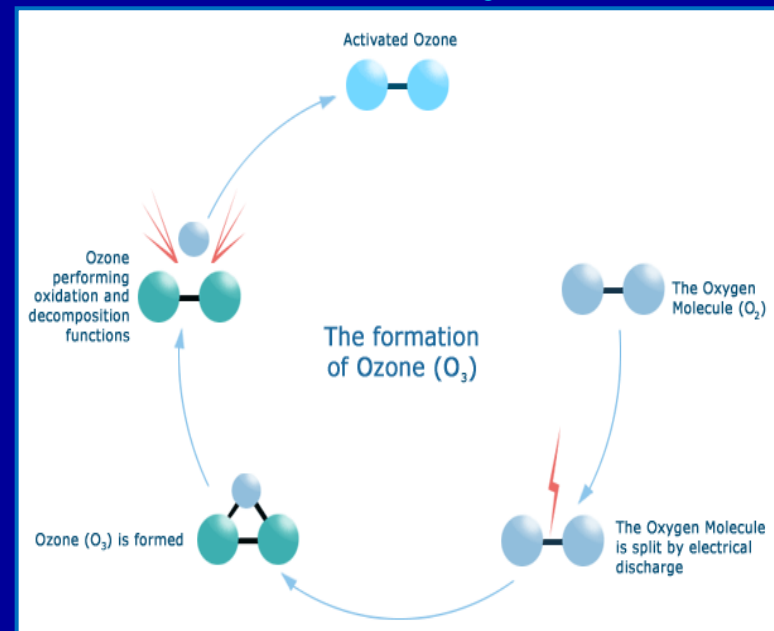 Activated Ozone
Ozone
performing
oxidation and
decomposition
functions
The Oxygen
Molecule (O₂)
The formation
of Ozone (O₃)
Ozone (O₃) is formed
The Oxygen Molecule
is split by electrical
discharge